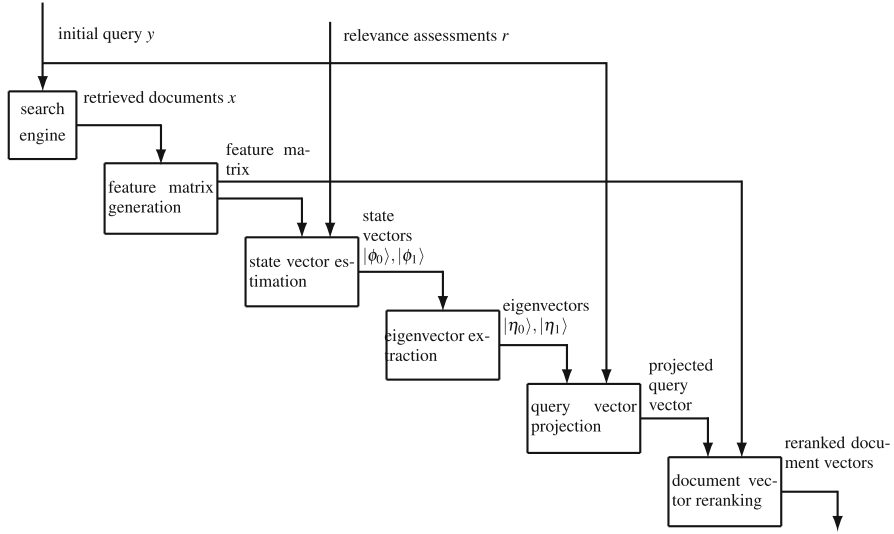 initial query y
relevance assessments r
search
engine
retrieved documents x
feature matrix
generation
feature ma-
trix
state vector es-
timation
state
vectors
|ϕ₀⟩, |ϕ₁⟩
eigenvector ex-
traction
eigenvectors
|η₀⟩, |η₁⟩
query vector
projection
projected
query
vector
document vec-
tor reranking
reranked docu-
ment vectors